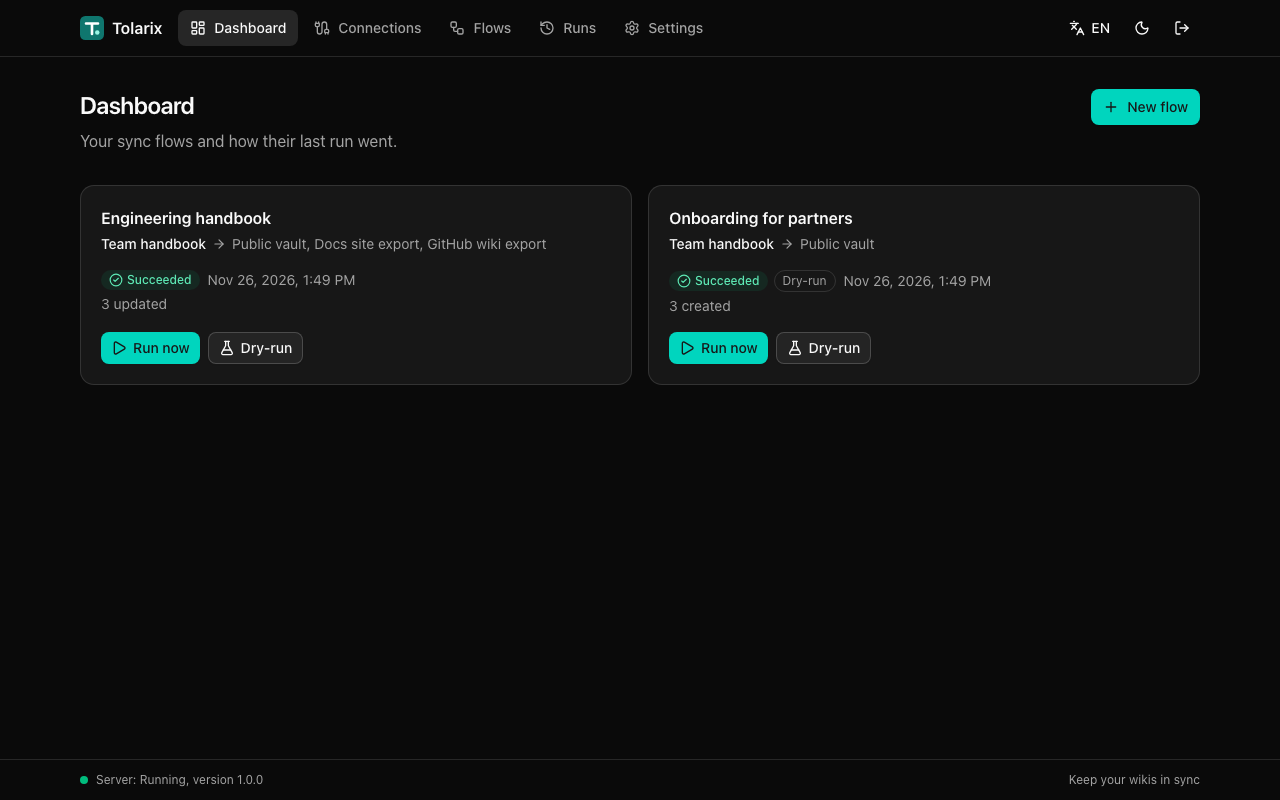 Tolarix Dashboard Connections Flows Runs Settings EN
Dashboard
New flow
Your sync flows and how their last run went.
Engineering handbook
Team handbook → Public vault, Docs site export, GitHub wiki export
Succeeded Nov 26, 2026, 1:49 PM
3 updated
Run now Dry-run
Onboarding for partners
Team handbook → Public vault
Succeeded Dry-run Nov 26, 2026, 1:49 PM
3 created
Run now Dry-run
Server: Running, version 1.0.0
Keep your wikis in sync